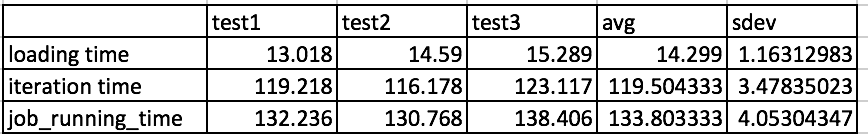 test1 test2 test3 avg sdev
loading time 13.018 14.59 15.289 14.299 1.16312983
iteration time 119.218 116.178 123.117 119.504333 3.47835023
job_running_time 132.236 130.768 138.406 133.803333 4.05304347